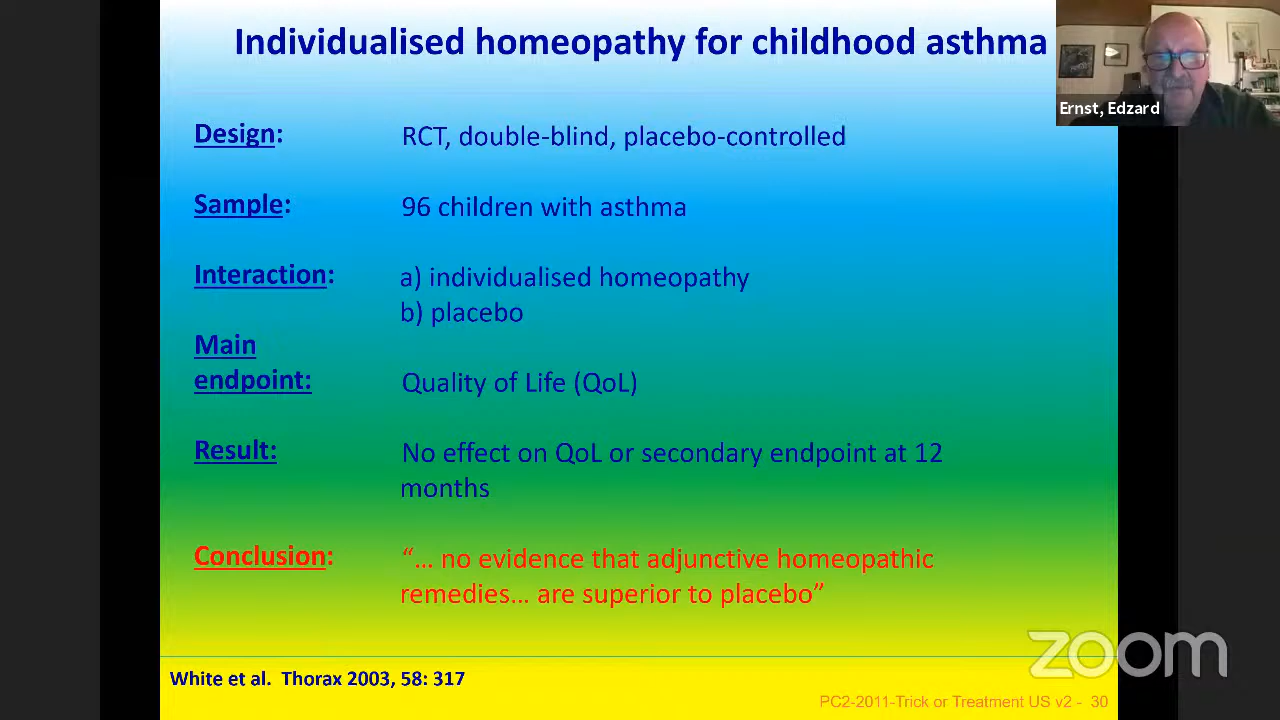 Individualised homeopathy for childhood asthma
Ernst, Edzard
Design: RCT, double-blind, placebo-controlled
Sample: 96 children with asthma
Interaction: a) individualised homeopathy
b) placebo
Main
endpoint: Quality of Life (QoL)
Result: No effect on QoL or secondary endpoint at 12
months
Conclusion: “... no evidence that adjunctive homeopathic
remedies... are superior to placebo”
zoom
White et al. Thorax 2003, 58: 317
PC2-2011-Trick or Treatment US v2 - 30